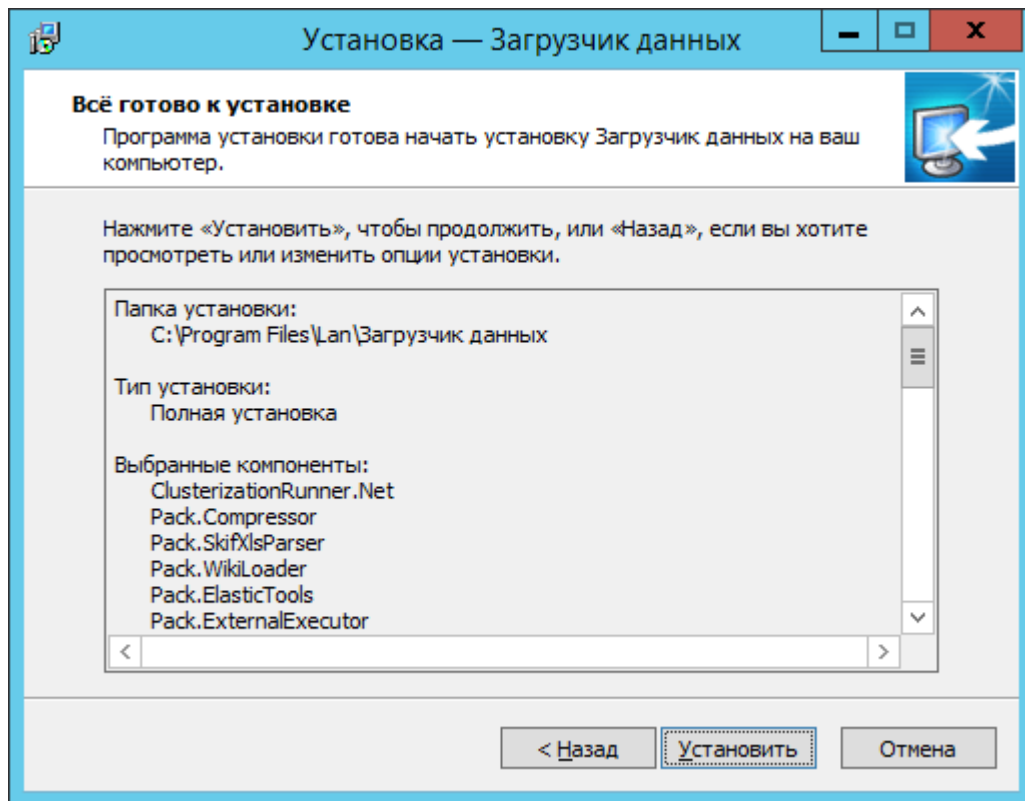 Установка — Загрузчик данных
Всё готово к установке
Программа установки готова начать установку Загрузчик данных на ваш
компьютер.
Нажмите «Установить», чтобы продолжить, или «Назад», если вы хотите
просмотреть или изменить опции установки.
Папка установки:
C:\Program Files\Lan\Загрузчик данных
Тип установки:
Полная установка
Выбранные компоненты:
ClusterizationRunner.Net
Pack.Compressor
Pack.SkifXlsParser
Pack.WikiLoader
Pack.ElasticTools
Pack.ExternalExecutor
< Назад Установить Отмена